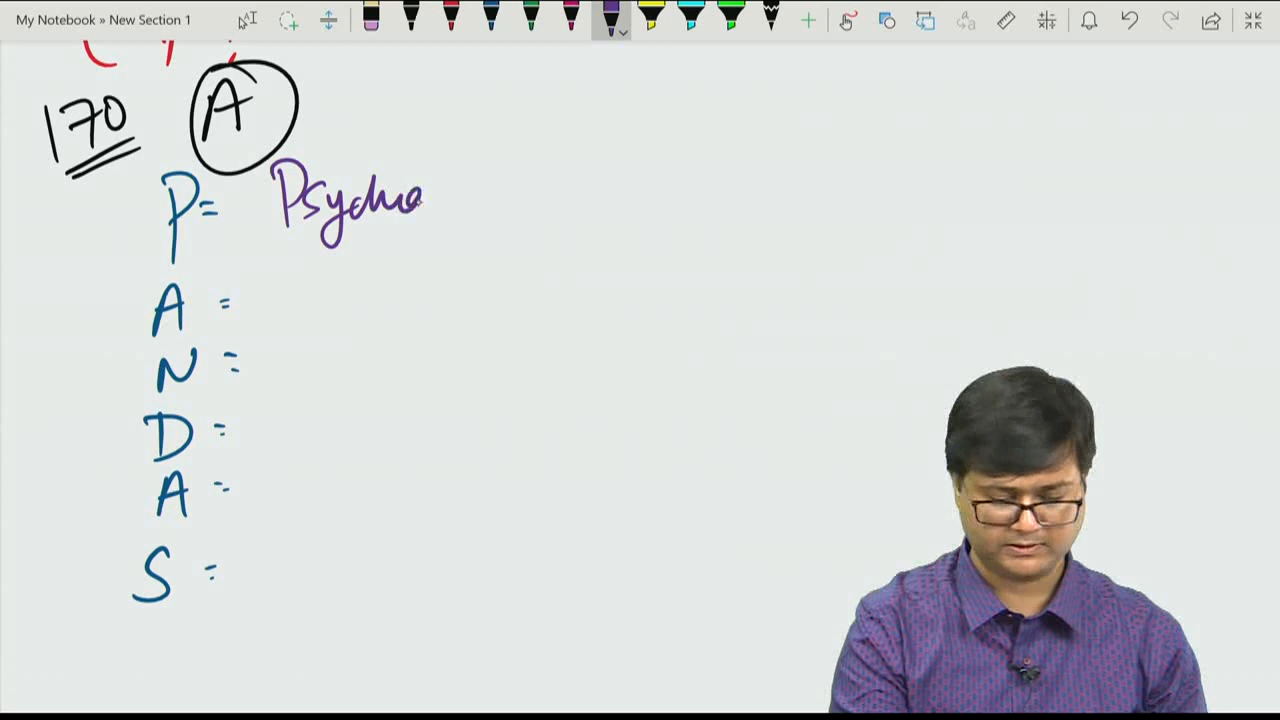 My Notebook » New Section 1
170 A
P= Psycho
A =
N =
D =
A =
S =